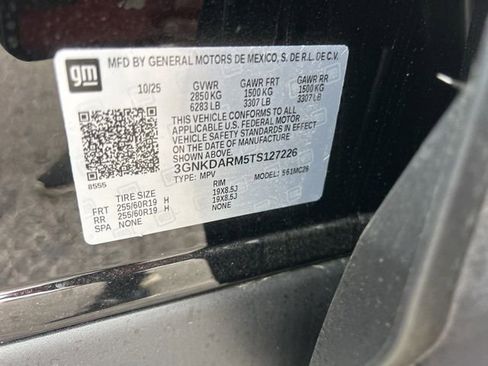 gm
MFD BY GENERAL MOTORS DE MEXICO, S. DE R.L. DE C.V.
10/25 GVWR GAWR FRT GAWR RR
2850 KG 1500 KG 1500 KG
6283 LB 3307 LB 3307 LB
THIS VEHICLE CONFORMS TO ALL
APPLICABLE U.S. FEDERAL MOTOR
VEHICLE SAFETY STANDARDS IN EFFECT
ON THE DATE OF MANUFACTURE
SHOWN ABOVE.
3GNKDARM5TS127226
8555 TYPE: MPV MODEL: 561MC26
TIRE SIZE RIM
FRT 255/60R19 H 19X8.5J
RR 255/60R19 H 19X8.5J
SPA NONE NONE